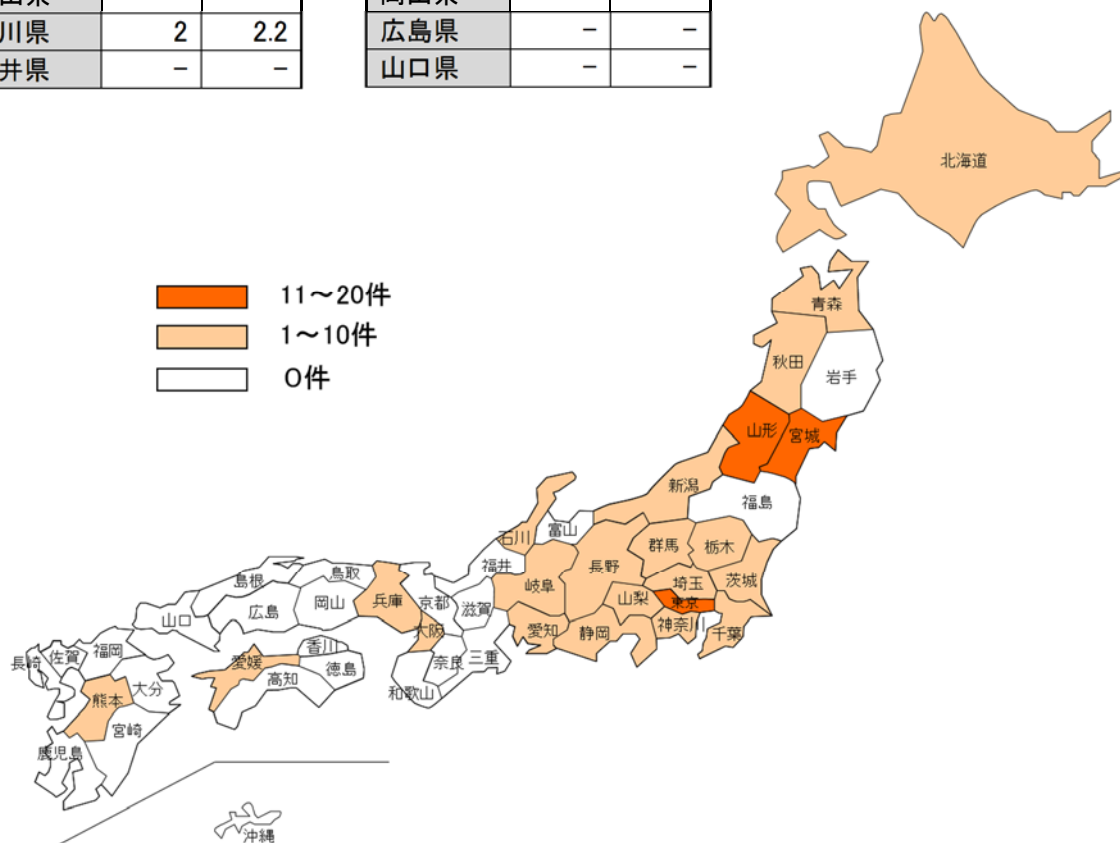 川県 2 2.2
井県 － －
広島県 － －
山口県 － －
11～20件
1～10件
0件
北海道
青森
秋田
岩手
山形
宮城
新潟
福島
石川
富山
福井
岐阜
長野
群馬
栃木
茨城
埼玉
山梨
東京
神奈川
千葉
愛知
静岡
島根
鳥取
兵庫
京都
滋賀
山口
広島
岡山
大阪
奈良
三重
和歌山
香川
愛媛
徳島
高知
長崎
佐賀
福岡
大分
熊本
宮崎
鹿児島
沖縄